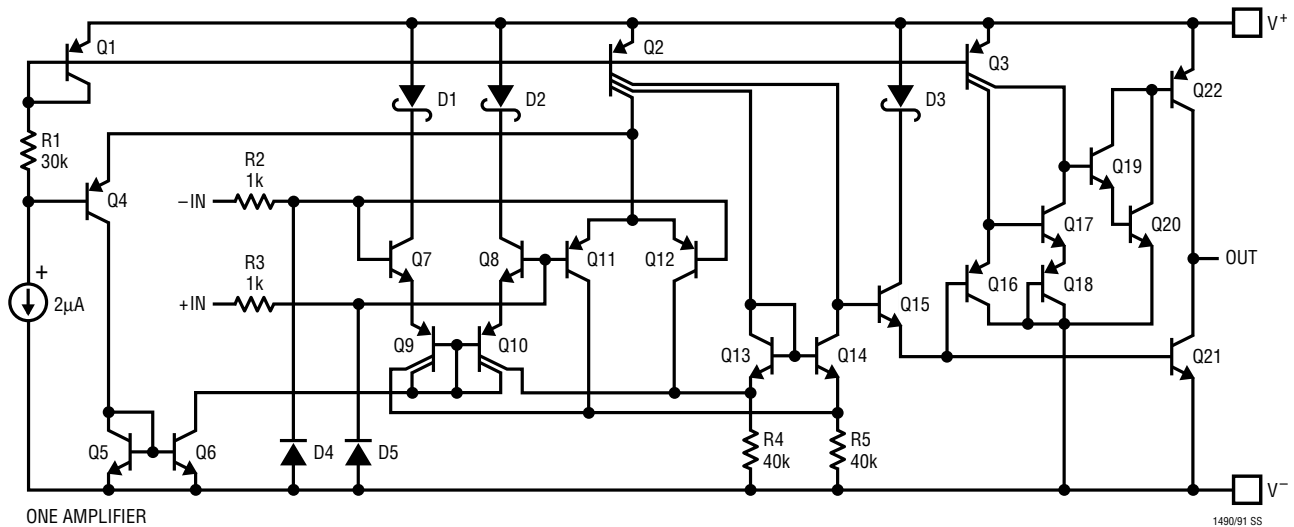 V+
Q1
Q2
Q3
Q22
D1
D2
D3
R1
30k
Q19
R2
1k
Q4
–IN
Q17
Q20
Q7
Q8
Q11
Q12
OUT
R3
1k
+
2µA
+IN
Q16
Q18
Q15
Q9
Q10
Q13
Q14
Q21
Q5
Q6
D4
D5
R4
40k
R5
40k
V–
ONE AMPLIFIER
1490/91 SS